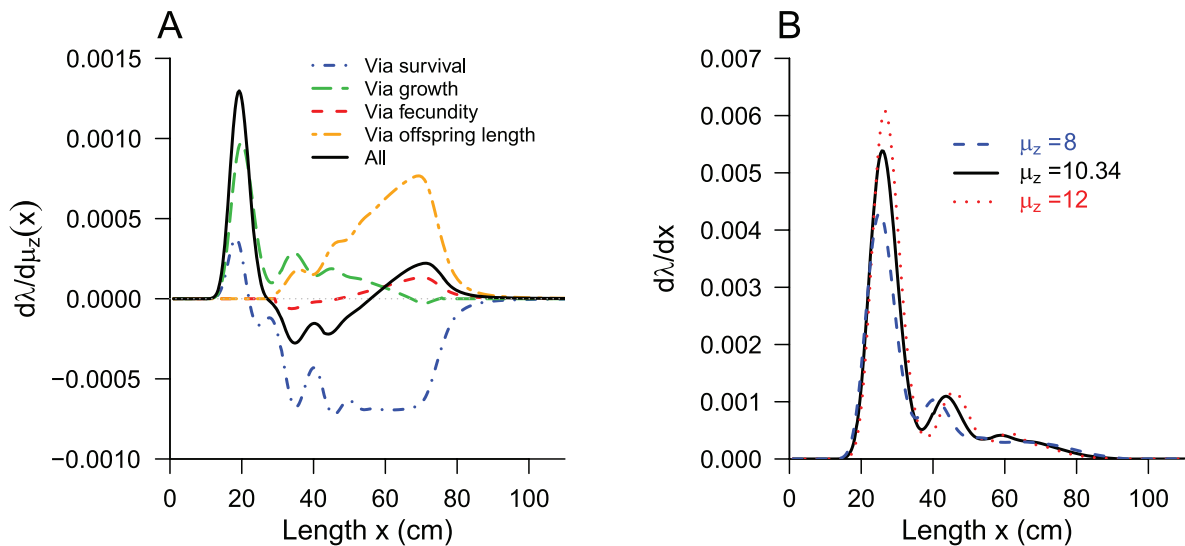 A
0.0015
0.0010
0.0005
0.0000
−0.0005
−0.0010
dλ/dμz(x)
Via survival
Via growth
Via fecundity
Via offspring length
All
0 20 40 60 80 100
Length x (cm)
B
0.007
0.006
0.005
0.004
0.003
0.002
0.001
0.000
dλ/dx
μz =8
μz =10.34
μz =12
0 20 40 60 80 100
Length x (cm)